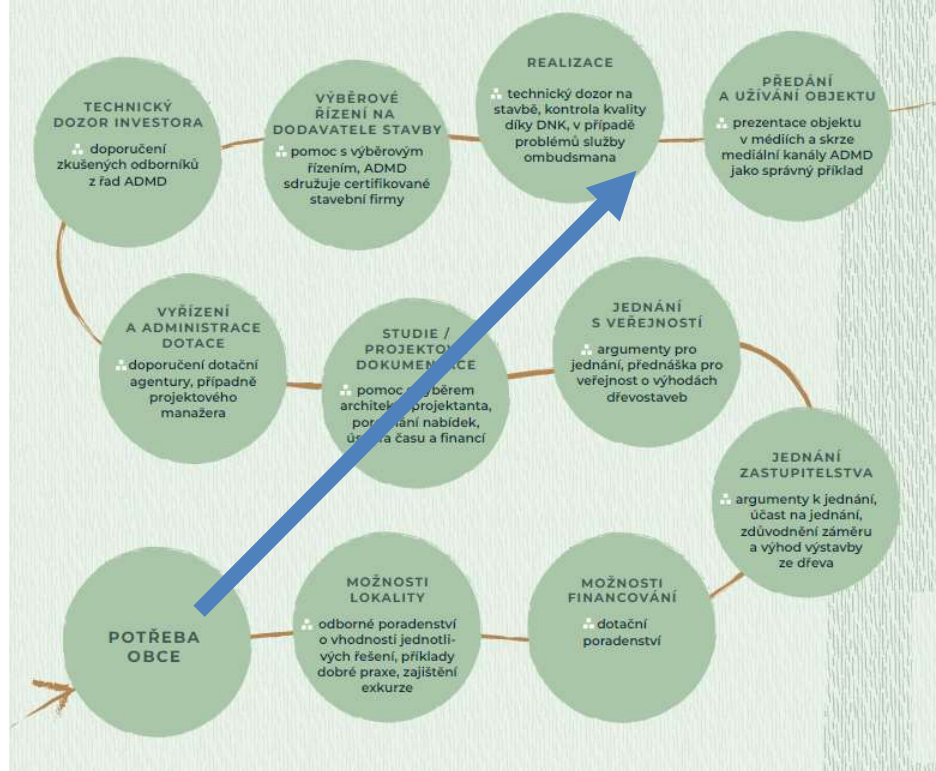 TECHNICKÝ
DOZOR INVESTORA
doporučení
zkušených odborníků
z řad ADMD
VÝBĚROVÉ
ŘÍZENÍ NA
DODAVATELE STAVBY
pomoc s výběrovým
řízením, ADMD
sdružuje certifikované
stavební firmy
REALIZACE
technický dozor na
stavbě, kontrola kvality
díky DNK, v případě
problémů služby
ombudsmana
PŘEDÁNÍ
A UŽÍVÁNÍ OBJEKTU
prezentace objektu
v médiích a skrze
mediální kanály ADMD
jako správný příklad
VYŘÍZENÍ
A ADMINISTRACE
DOTACE
doporučení dotační
agentury, případně
projektového
manažera
STUDIE /
PROJEKTOVÁ
DOKUMENTACE
pomoc s výběrem
projektanta,
porovnání nabídek,
úspora času a financí
JEDNÁNÍ
S VEŘEJNOSTÍ
argumenty pro
jednání, přednáška pro
veřejnost o výhodách
dřevostaveb
JEDNÁNÍ
ZASTUPITELSTVA
argumenty k jednání,
účast na jednání,
zdůvodnění záměru
a výhod výstavby
ze dřeva
POTŘEBA
OBCE
MOŽNOSTI
LOKALITY
odborné poradenství
o vhodnosti jednotli-
vých řešení, příklady
dobré praxe, zajištění
exkurze
MOŽNOSTI
FINANCOVÁNÍ
dotační
poradenství